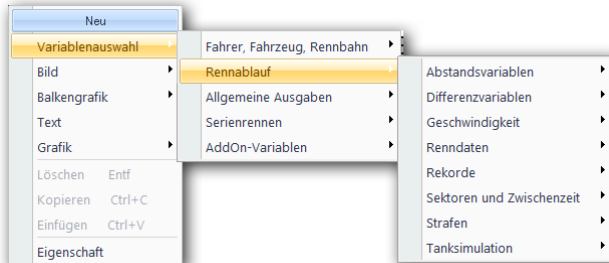 Neu
Variablenauswahl
Bild
Balkengrafik
Text
Grafik
Löschen Entf
Kopieren Ctrl+C
Einfügen Ctrl+V
Eigenschaft
Fahrer, Fahrzeug, Rennbahn
Rennablauf
Allgemeine Ausgaben
Serienrennen
AddOn-Variablen
Abstandsvariablen
Differenzvariablen
Geschwindigkeit
Renndaten
Rekorde
Sektoren und Zwischenzeit
Strafen
Tanksimulation